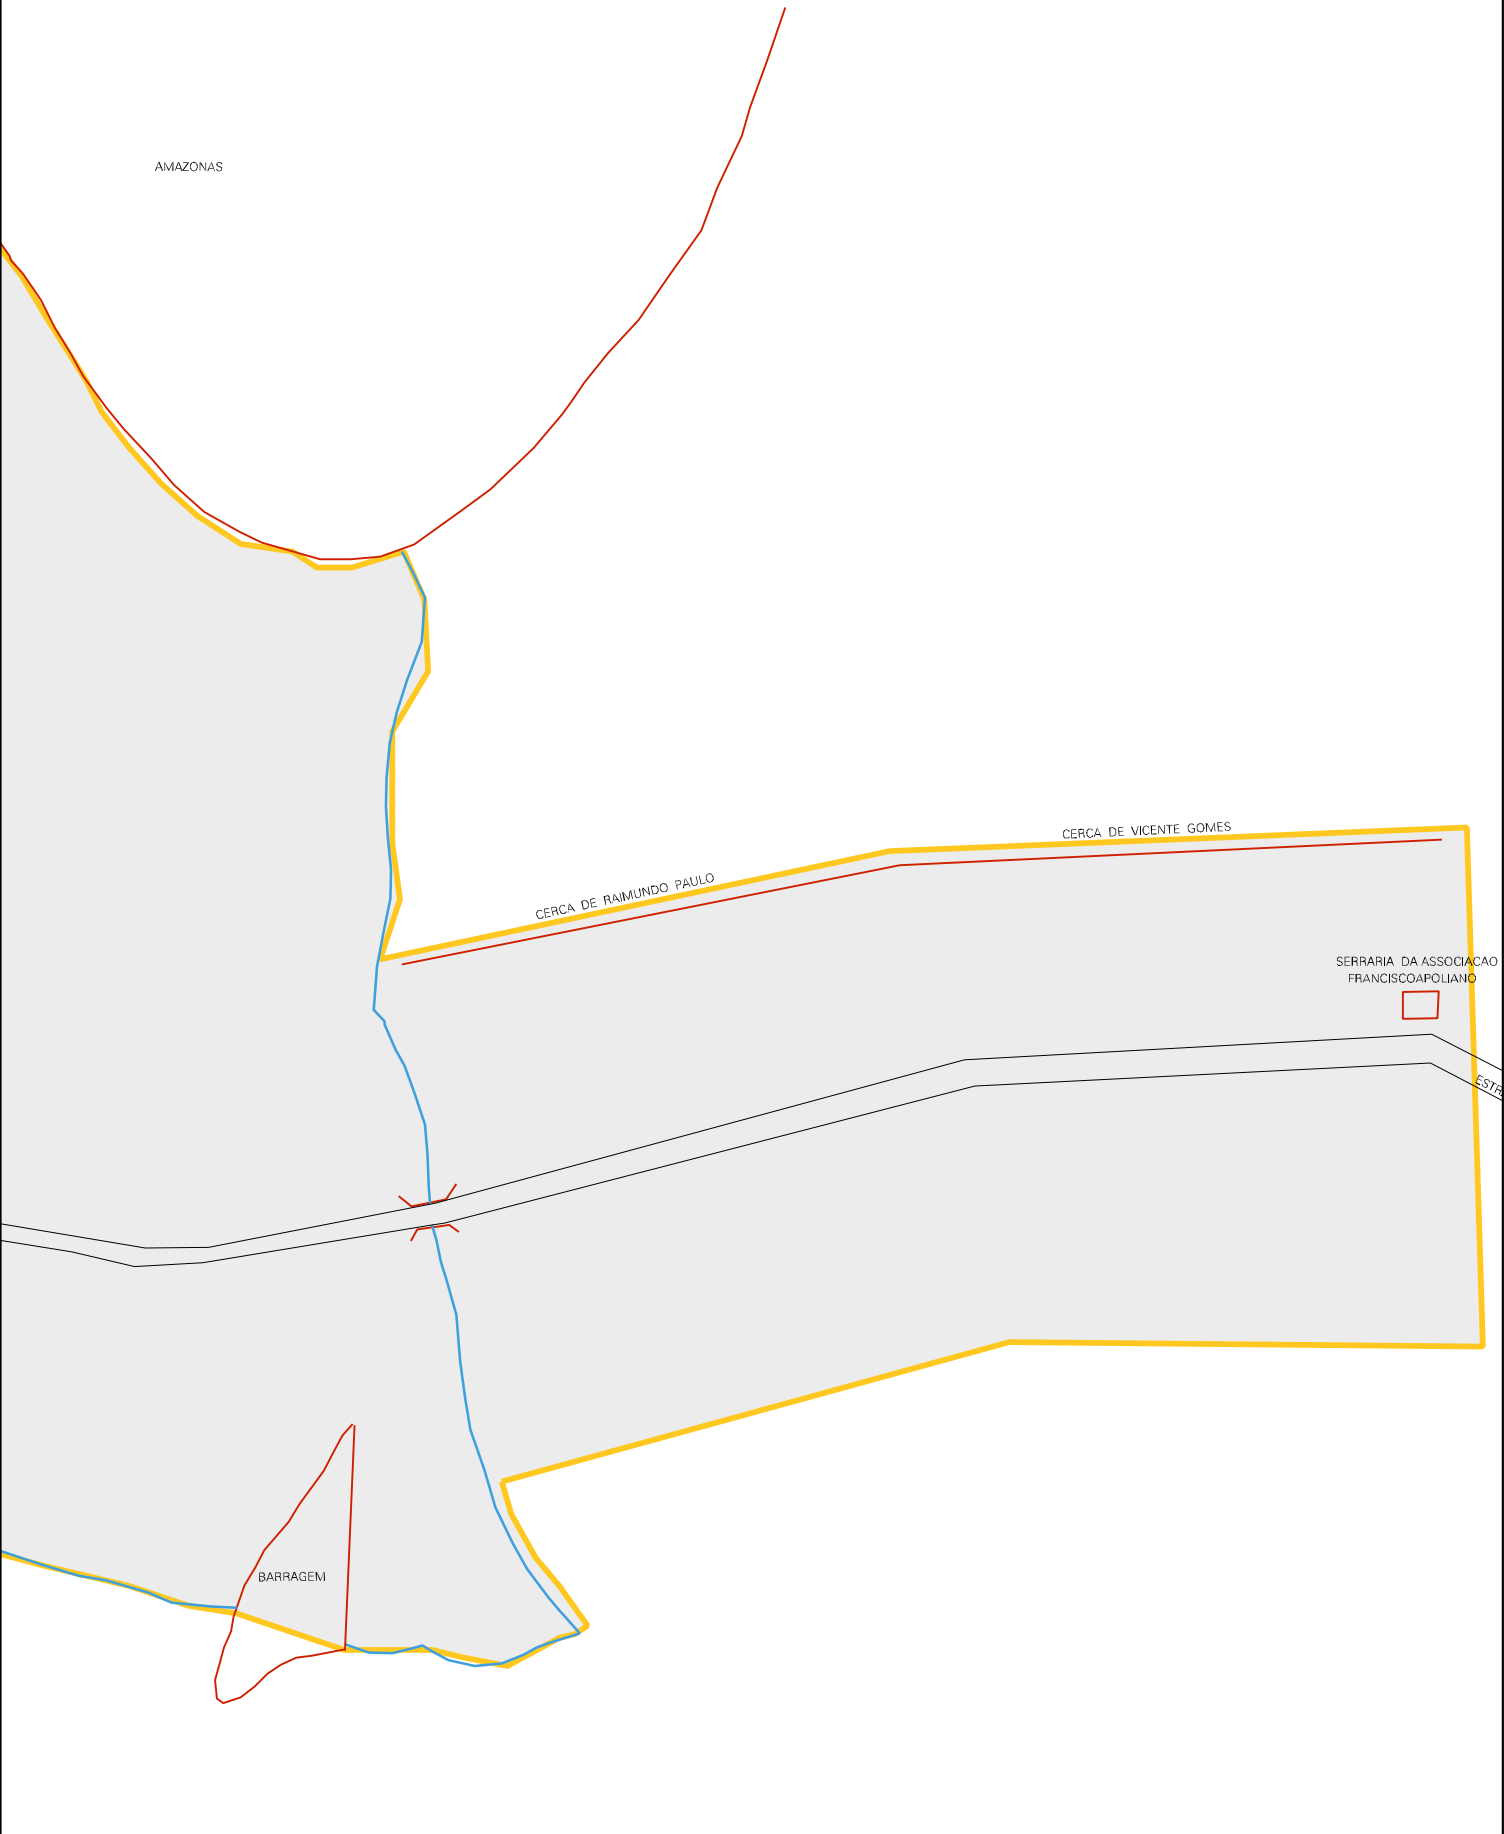 AMAZONAS
CERCA DE VICENTE GOMES
CERCA DE RAIMUNDO PAULO
SERRARIA DA ASSOCIACAO
FRANCISCOAPOLIANO
BARRAGEM